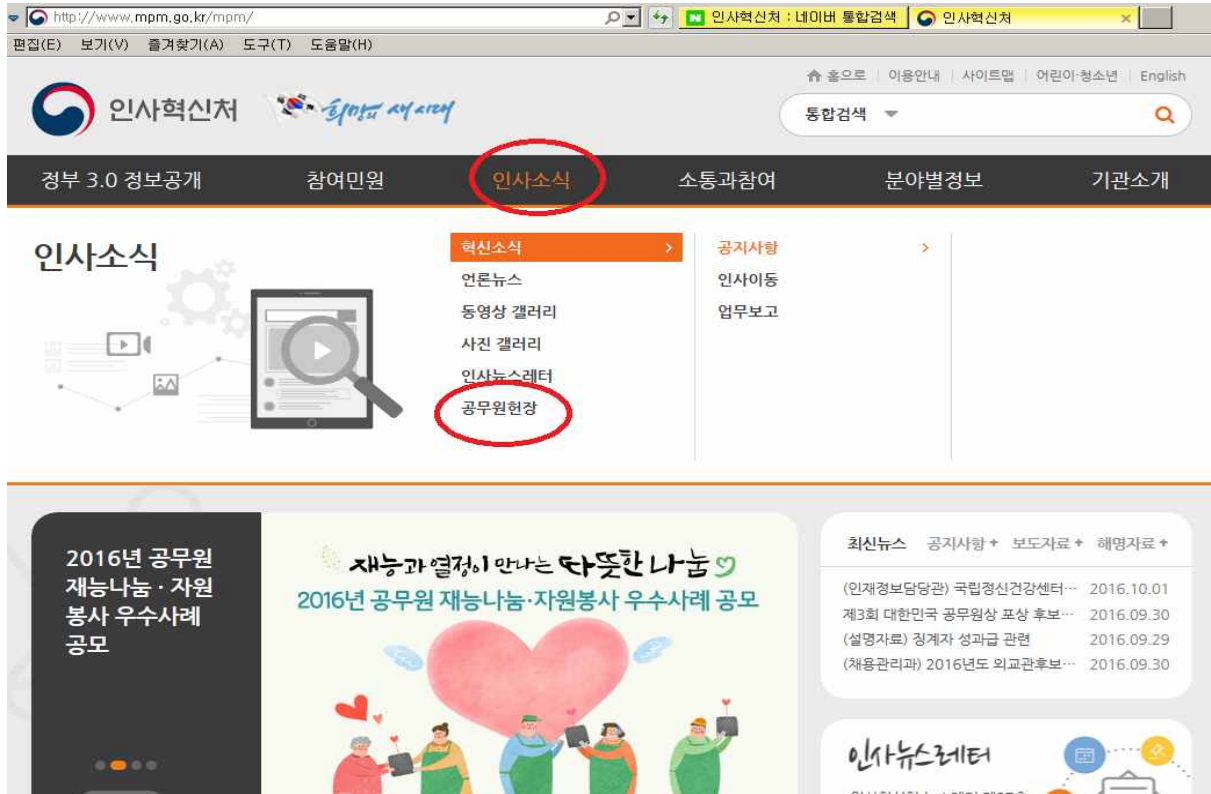 http://www.mpm.go.kr/mpm/
인사혁신처 : 네이버 통합검색
인사혁신처
편집(E) 보기(V) 즐겨찾기(A) 도구(T) 도움말(H)
홈으로 이용안내 사이트맵 어린이·청소년 English
인사혁신처
희망의 새 시대
통합검색
정부 3.0 정보공개 참여민원 인사소식 소통과참여 분야별정보 기관소개
인사소식
혁신소식
언론뉴스
동영상 갤러리
사진 갤러리
인사뉴스레터
공무원헌장
공지사항
인사이동
업무보고
2016년 공무원
재능나눔 · 자원
봉사 우수사례
공모
재능과 열정이 만나는 따뜻한 나눔
2016년 공무원 재능나눔·자원봉사 우수사례 공모
최신뉴스 공지사항 + 보도자료 + 해명자료 +
(인재정보담당관) 국립정신건강센터… 2016.10.01
제3회 대한민국 공무원상 포상 후보… 2016.09.30
(설명자료) 징계자 성과급 관련 2016.09.29
(채용관리과) 2016년도 외교관후보… 2016.09.30
인사뉴스레터